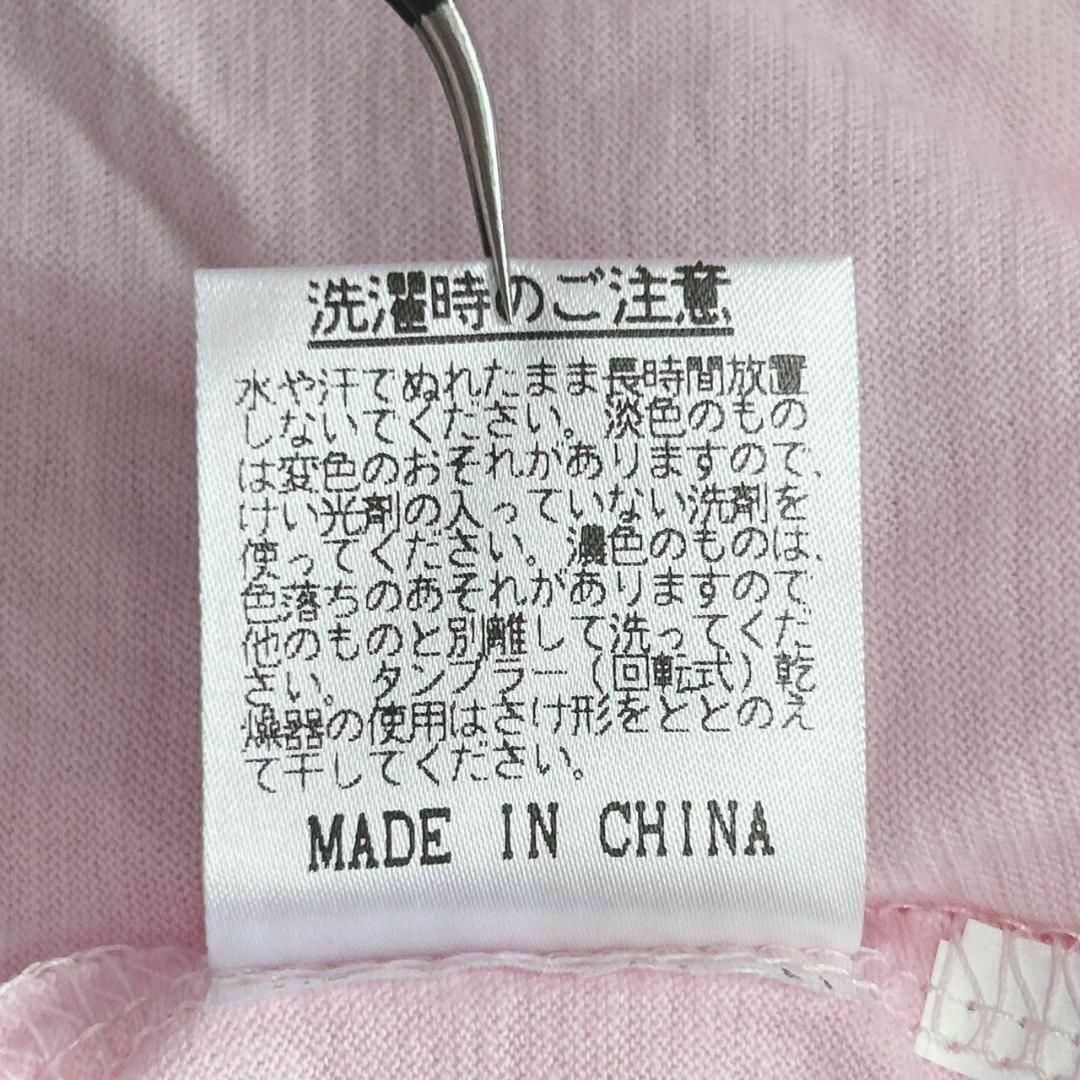 洗濯時のご注意
水や汗でぬれたまま長時間放置
しないでください。淡色のもの
は変色のおそれがありますので、
けい光剤の入っていない洗剤を
使ってください。濃色のものは、
色落ちのあそれがありますので
他のものと別離して洗ってくだ
さい。タンブラー(回転式)乾
燥器の使用はさけ形をととのえ
て干してください。
MADE IN CHINA